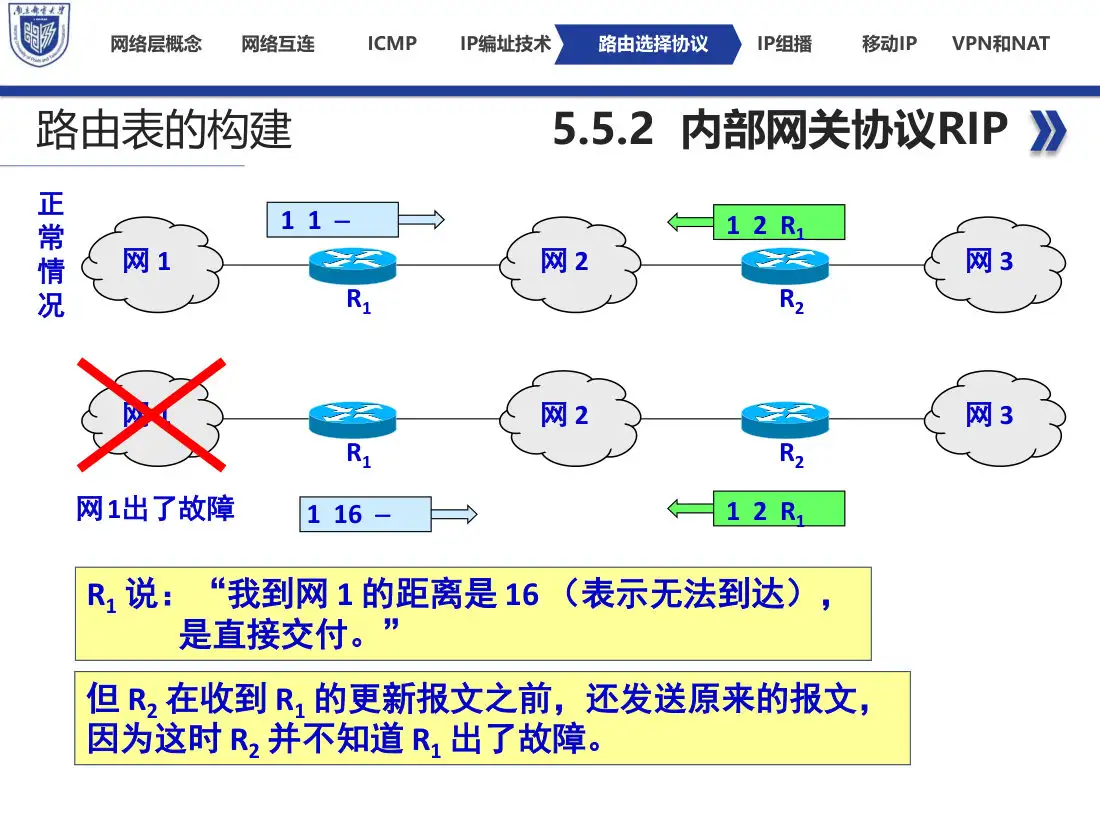 网络层概念 网络互连 ICMP IP编址技术 路由选择协议 IP组播 移动IP VPN和NAT
路由表的构建
5.5.2 内部网关协议RIP
正常情况
1 1 –
1 2 R1
网 1
网 2
网 3
R1
R2
网 1
网 2
网 3
R1
R2
网1出了故障
1 16 –
1 2 R1
R1 说：“我到网 1 的距离是 16 （表示无法到达），
是直接交付。”
但 R2 在收到 R1 的更新报文之前，还发送原来的报文，
因为这时 R2 并不知道 R1 出了故障。